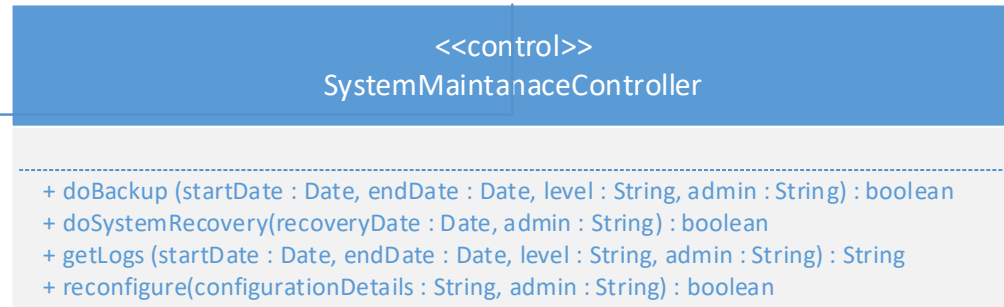 <<control>>
SystemMaintanaceController
+ doBackup (startDate : Date, endDate : Date, level : String, admin : String) : boolean
+ doSystemRecovery(recoveryDate : Date, admin : String) : boolean
+ getLogs (startDate : Date, endDate : Date, level : String, admin : String) : String
+ reconfigure(configurationDetails : String, admin : String) : boolean